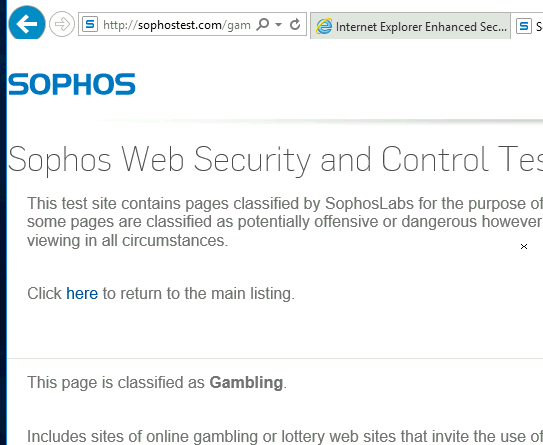 http://sophostest.com/gam
Internet Explorer Enhanced Sec...
SOPHOS
Sophos Web Security and Control
This test site contains pages classified by SophosLabs for the purpose of
some pages are classified as potentially offensive or dangerous however
viewing in all circumstances.
Click here to return to the main listing.
This page is classified as Gambling.
Includes sites of online gambling or lottery web sites that invite the use of